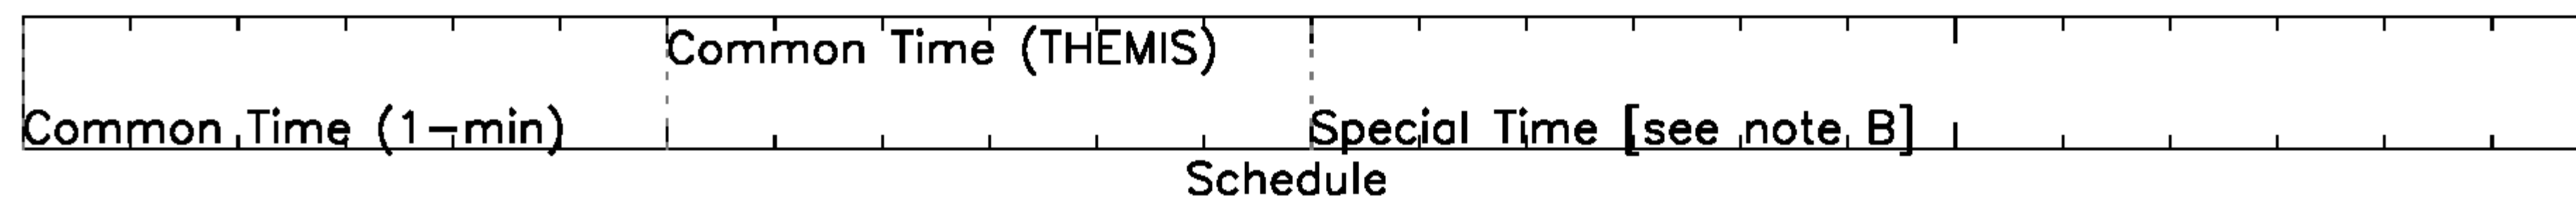 Common Time (THEMIS)
Common Time (1-min)
Special Time [see note B]
Schedule